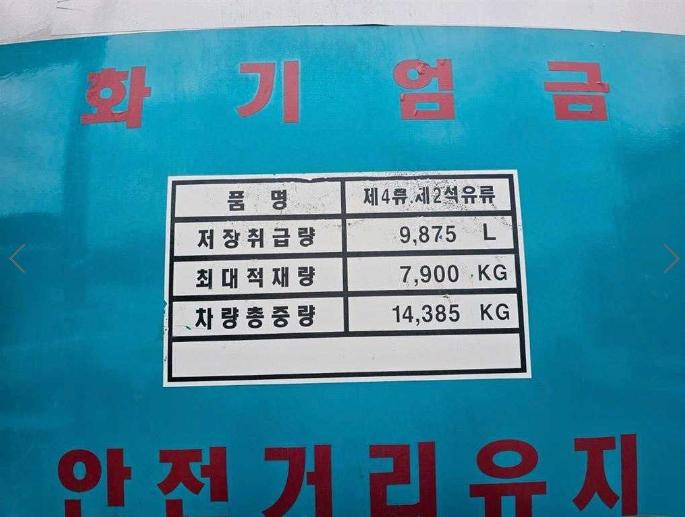 화기엄금
품명 제4류.제2석유류
저장취급량 9,875 L
최대적재량 7,900 KG
차량총중량 14,385 KG
안전거리유지